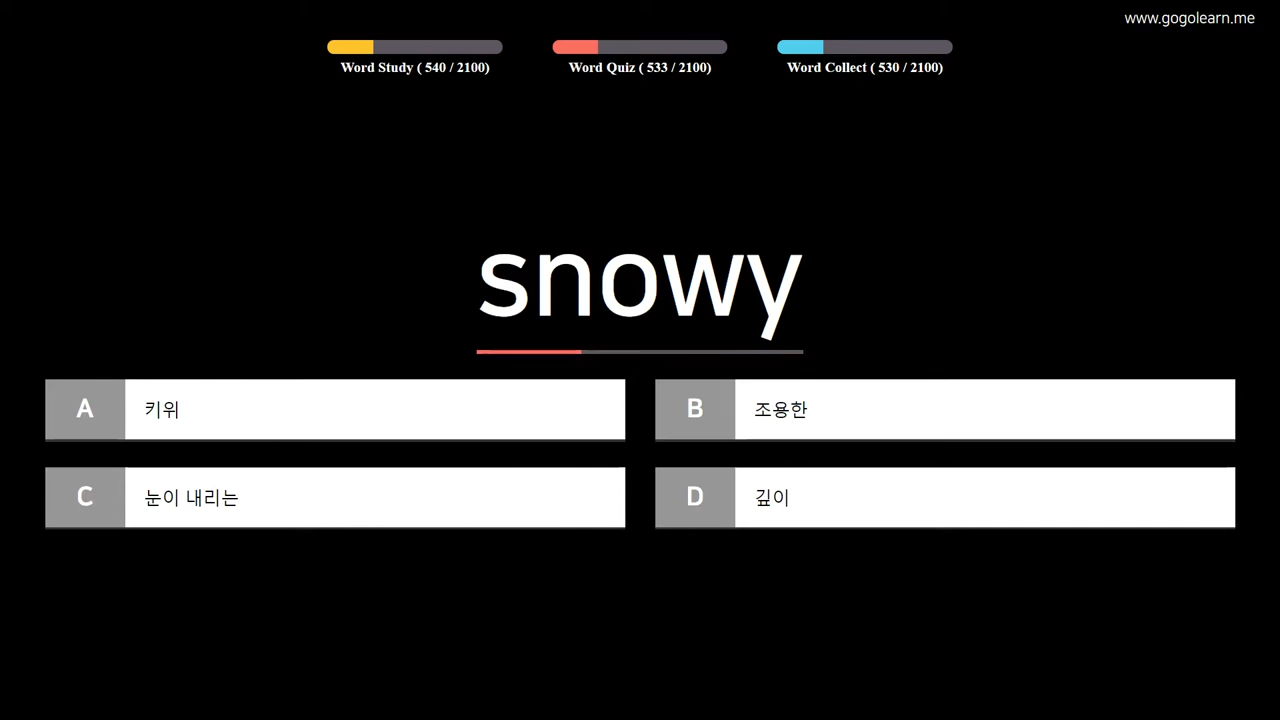 www.gogolearn.me
Word Study ( 540 / 2100)
Word Quiz ( 533 / 2100)
Word Collect ( 530 / 2100)
snowy
A 키위
B 조용한
C 눈이 내리는
D 깊이